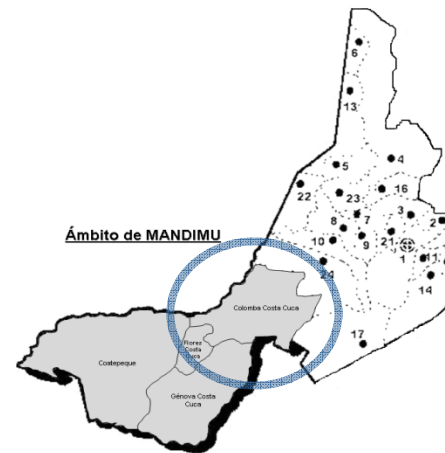 6
13
5
4
22
23
16
8
7
3
2
10
9
21
1
11
24
14
17
Ámbito de MANDIMU
Colomba Costa Cuca
Flores
Costa
Cuca
Coatepeque
Génova Costa
Cuca